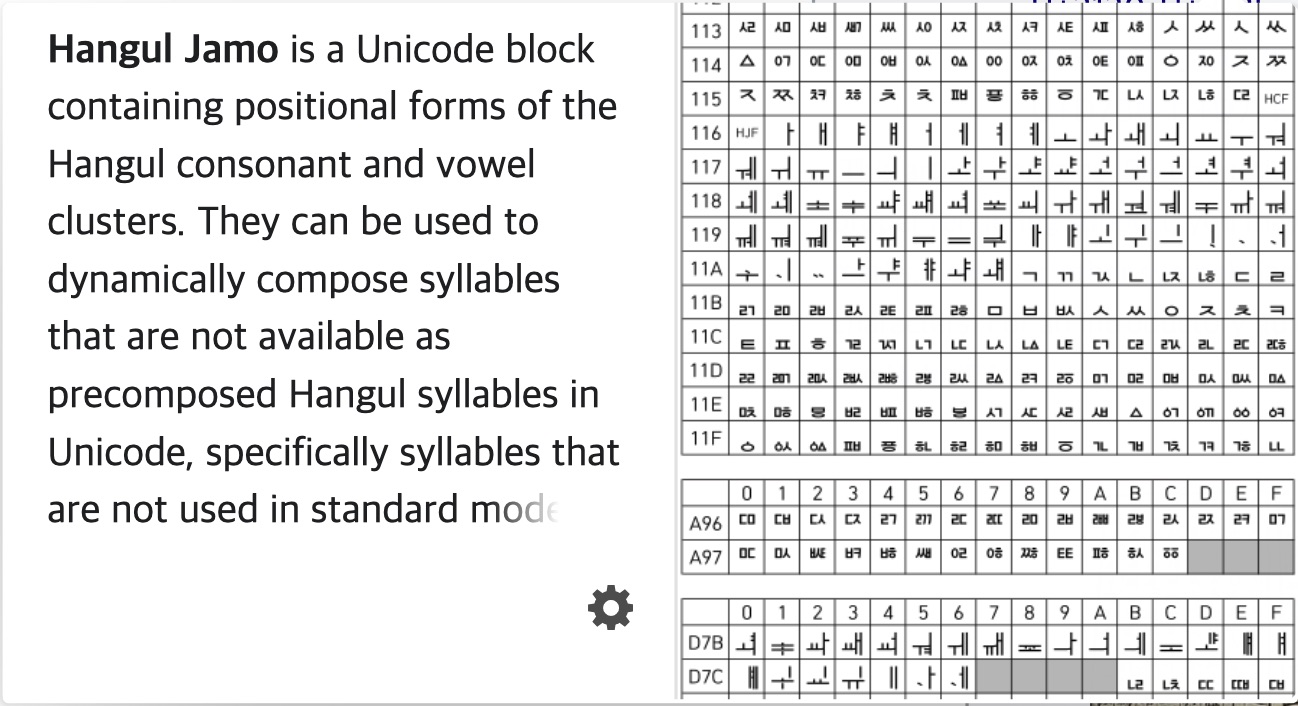 Hangul Jamo is a Unicode block
containing positional forms of the
Hangul consonant and vowel
clusters. They can be used to
dynamically compose syllables
that are not available as
precomposed Hangul syllables in
Unicode, specifically syllables that
are not used in standard mode
113 ᄰ ᄱ ᄲ ᄳ ᄴ ᄵ ᄶ ᄷ ᄸ ᄹ ᄺ ᄻ ᄼ ᄽ ᄾ ᄿ
114 ᅀ ᅁ ᅂ ᅃ ᅄ ᅅ ᅆ ᅇ ᅈ ᅉ ᅊ ᅋ ᅌ ᅍ ᅎ ᅏ
115 ᅐ ᅑ ᅒ ᅓ ᅔ ᅕ ᅖ ᅗ ᅘ ᅙ ᅚ ᅛ ᅜ ᅝ ᅞ HCF
116 HJF ᅡ ᅢ ᅣ ᅤ ᅥ ᅦ ᅧ ᅨ ᅩ ᅪ ᅫ ᅬ ᅭ ᅮ ᅯ
117 ᅰ ᅱ ᅲ ᅳ ᅴ ᅵ ᅶ ᅷ ᅸ ᅹ ᅺ ᅻ ᅼ ᅽ ᅾ ᅿ
118 ᆀ ᆁ ᆂ ᆃ ᆄ ᆅ ᆆ ᆇ ᆈ ᆉ ᆊ ᆋ ᆌ ᆍ ᆎ ᆏ
119 ᆐ ᆑ ᆒ ᆓ ᆔ ᆕ ᆖ ᆗ ᆘ ᆙ ᆚ ᆛ ᆜ ᆝ ᆞ ᆟ
11A ᆠ ᆡ ᆢ ᆣ ᆤ ᆥ ᆦ ᆧ ᆨ ᆩ ᆪ ᆫ ᆬ ᆭ ᆮ ᆯ
11B ᆰ ᆱ ᆲ ᆳ ᆴ ᆵ ᆶ ᆷ ᆸ ᆹ ᆺ ᆻ ᆼ ᆽ ᆾ ᆿ
11C ᇀ ᇁ ᇂ ᇃ ᇄ ᇅ ᇆ ᇇ ᇈ ᇉ ᇊ ᇋ ᇌ ᇍ ᇎ ᇏ
11D ᇐ ᇑ ᇒ ᇓ ᇔ ᇕ ᇖ ᇗ ᇘ ᇙ ᇚ ᇛ ᇜ ᇝ ᇞ ᇟ
11E ᇠ ᇡ ᇢ ᇣ ᇤ ᇥ ᇦ ᇧ ᇨ ᇩ ᇪ ᇫ ᇬ ᇭ ᇮ ᇯ
11F ᇰ ᇱ ᇲ ᇳ ᇴ ᇵ ᇶ ᇷ ᇸ ᇹ ᇺ ᇻ ᇼ ᇽ ᇾ ᇿ
0 1 2 3 4 5 6 7 8 9 A B C D E F
A96 ꥠ ꥡ ꥢ ꥣ ꥤ ꥥ ꥦ ꥧ ꥨ ꥩ ꥪ ꥫ ꥬ ꥭ ꥮ ꥯ
A97 ꥰ ꥱ ꥲ ꥳ ꥴ ꥵ ꥶ ꥷ ꥸ ꥹ ꥺ ꥻ ꥼ
0 1 2 3 4 5 6 7 8 9 A B C D E F
D7B ힰ ힱ ힲ ힳ ힴ ힵ ힶ ힷ ힸ ힹ ힺ ힻ ힼ ힽ ힾ ힿ
D7C ퟀ ퟁ ퟂ ퟃ ퟄ ퟅ ퟆ ퟋ ퟌ ퟍ ퟎ ퟏ